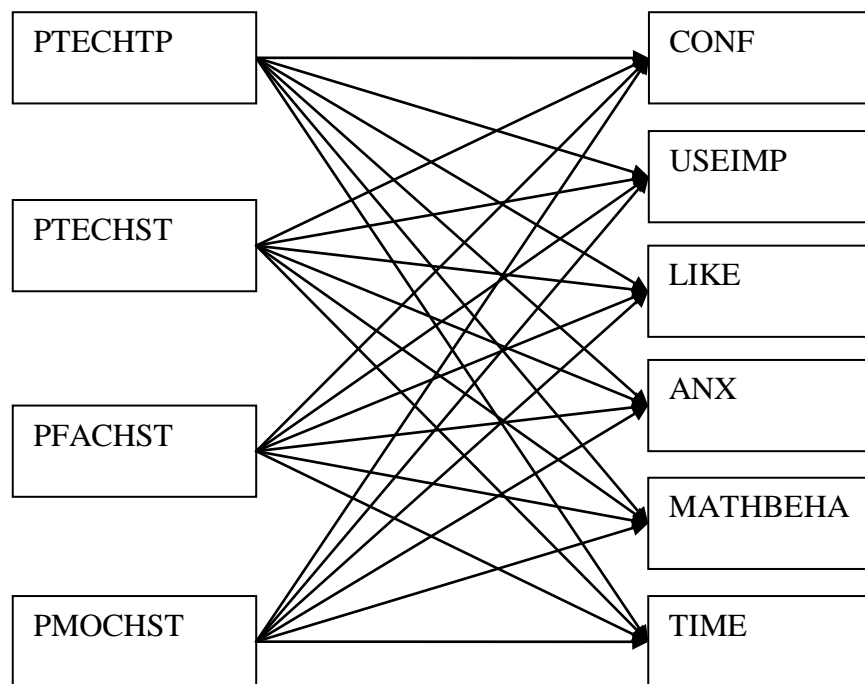 PTECHTP
CONF
USEIMP
PTECHST
LIKE
ANX
PFACHST
MATHBEHA
PMOCHST
TIME